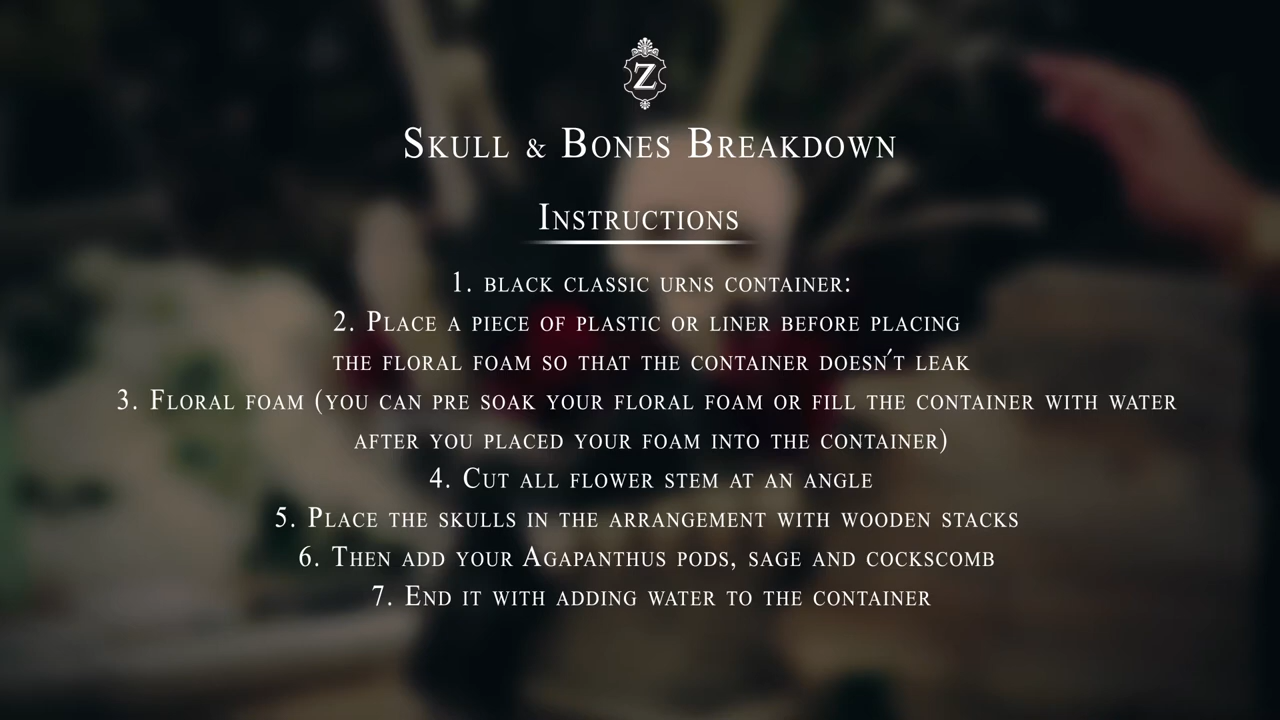 Z
Skull & Bones Breakdown
Instructions
1. black classic urns container:
2. Place a piece of plastic or liner before placing
the floral foam so that the container doesn't leak
3. Floral foam (you can pre soak your floral foam or fill the container with water
after you placed your foam into the container)
4. Cut all flower stem at an angle
5. Place the skulls in the arrangement with wooden stacks
6. Then add your Agapanthus pods, sage and cockscomb
7. End it with adding water to the container